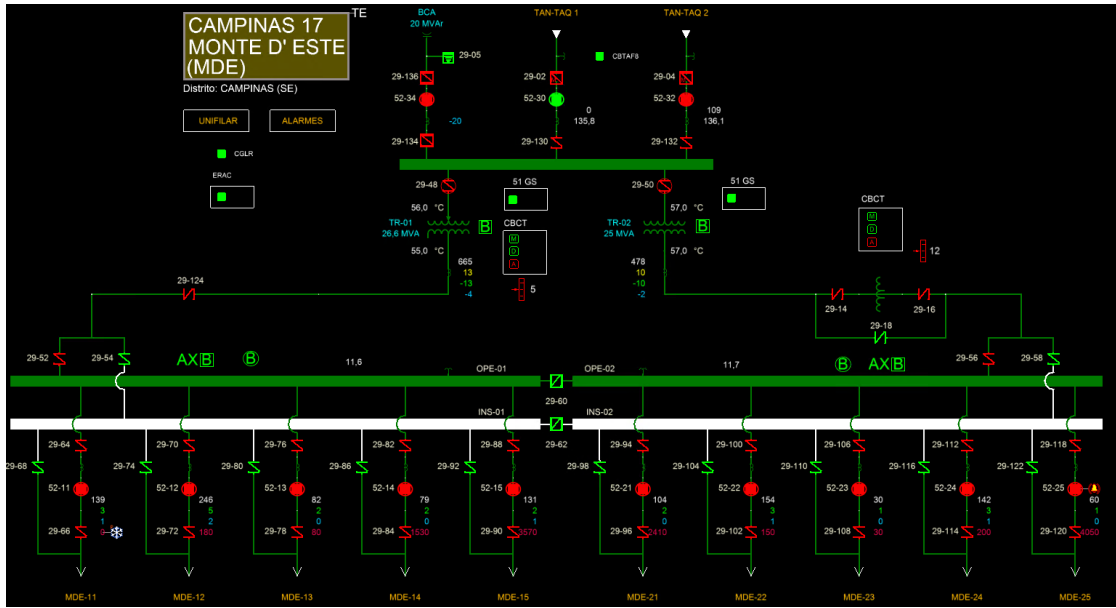 TE
CAMPINAS 17
MONTE D' ESTE
(MDE)
Distrito: CAMPINAS (SE)
UNIFILAR
ALARMES
CGLR
ERAC
BCA
20 MVAr
TAN-TAQ 1
TAN-TAQ 2
29-05
CBTAF8
29-136
29-02
29-04
52-34
52-30
52-32
0
109
-20
135,8
136,1
29-134
29-130
29-132
29-48
51 GS
29-50
51 GS
56,0 °C
57,0 °C
CBCT
TR-01
26,6 MVA
B
CBCT
TR-02
25 MVA
B
M
D
A
M
D
A
55,0 °C
57,0 °C
12
665
13
-13
-4
5
478
10
-10
-2
29-124
29-14
29-16
29-18
29-52
29-54
AX B
B
11,6
OPE-01
OPE-02
11,7
B
AX B
29-56
29-58
29-60
INS-01
INS-02
29-62
29-64
29-70
29-76
29-82
29-88
29-94
29-100
29-106
29-112
29-118
29-68
29-74
29-80
29-86
29-92
29-98
29-104
29-110
29-116
29-122
52-11
52-12
52-13
52-14
52-15
52-21
52-22
52-23
52-24
52-25
139
246
82
79
131
104
154
30
142
60
3
5
2
2
2
2
3
1
3
1
1
2
0
0
1
0
1
0
1
0
29-66
29-72
180
29-78
80
29-84
1530
29-90
3570
29-96
2410
29-102
150
29-108
30
29-114
200
29-120
4050
MDE-11
MDE-12
MDE-13
MDE-14
MDE-15
MDE-21
MDE-22
MDE-23
MDE-24
MDE-25